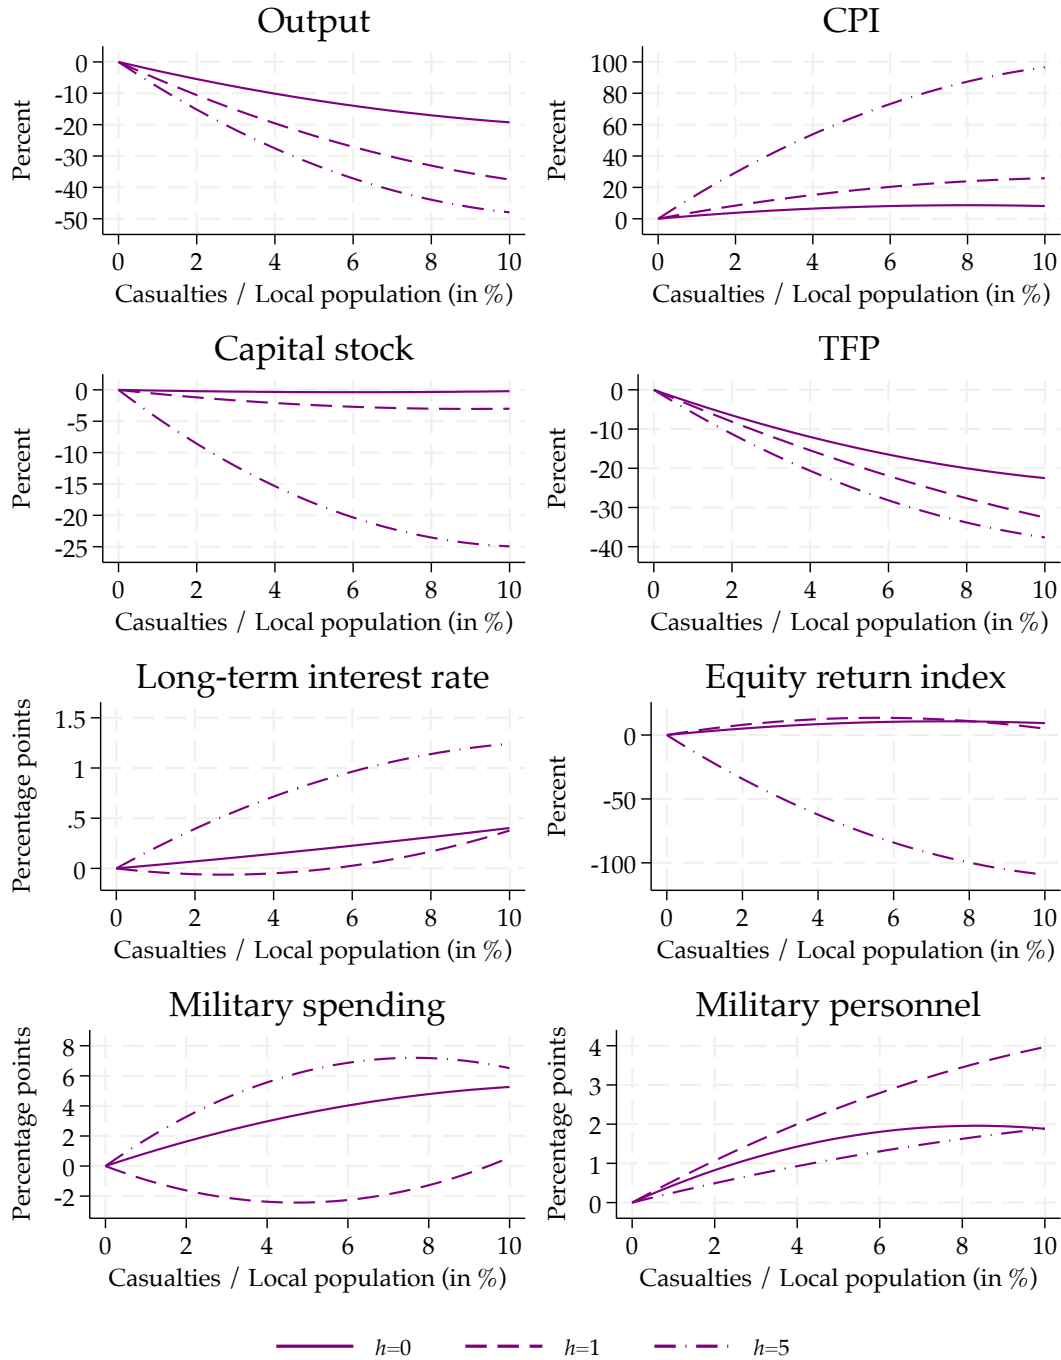 Output
Percent
0
-10
-20
-30
-40
-50
0 2 4 6 8 10
Casualties / Local population (in %)
CPI
Percent
100
80
60
40
20
0
0 2 4 6 8 10
Casualties / Local population (in %)
Capital stock
Percent
0
-5
-10
-15
-20
-25
0 2 4 6 8 10
Casualties / Local population (in %)
TFP
Percent
0
-10
-20
-30
-40
0 2 4 6 8 10
Casualties / Local population (in %)
Long-term interest rate
Percentage points
1.5
1
.5
0
0 2 4 6 8 10
Casualties / Local population (in %)
Equity return index
Percent
0
-50
-100
0 2 4 6 8 10
Casualties / Local population (in %)
Military spending
Percentage points
8
6
4
2
0
-2
0 2 4 6 8 10
Casualties / Local population (in %)
Military personnel
Percentage points
4
3
2
1
0
0 2 4 6 8 10
Casualties / Local population (in %)
h=0 h=1 h=5